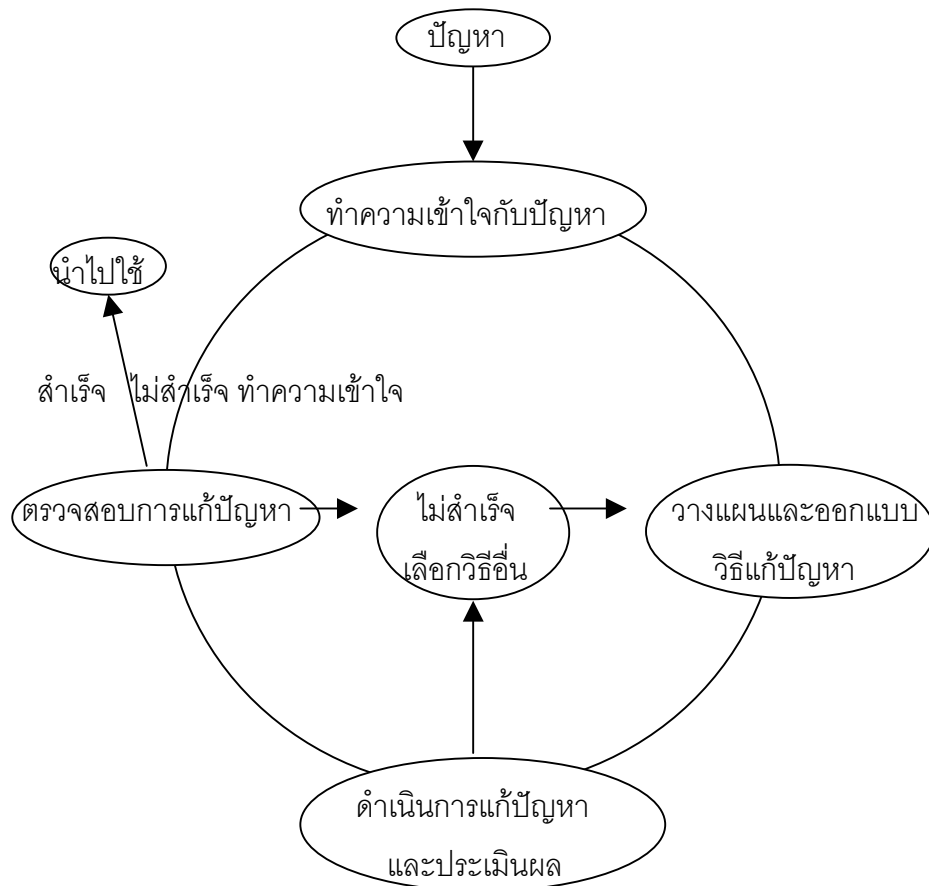 ปัญหา
ทำความเข้าใจกับปัญหา
นำไปใช้
สำเร็จ ไม่สำเร็จ ทำความเข้าใจ
ตรวจสอบการแก้ปัญหา
ไม่สำเร็จ
เลือกวิธีอื่น
วางแผนและออกแบบ
วิธีแก้ปัญหา
ดำเนินการแก้ปัญหา
และประเมินผล